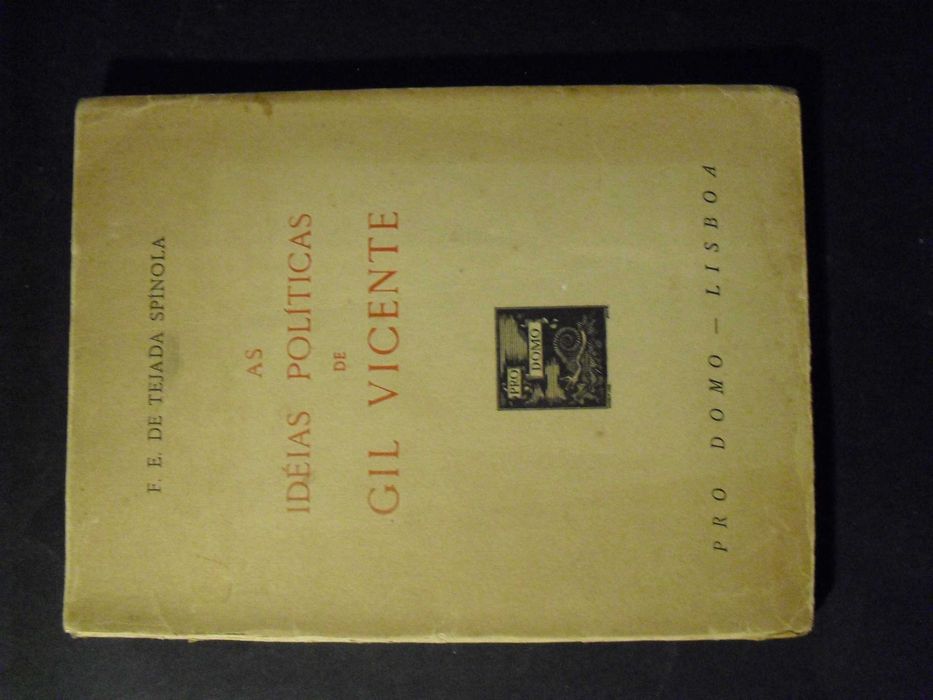 F. E. DE TEJADA SPÍNOLA
AS
IDÉIAS POLÍTICAS
DE
GIL VICENTE
PRO
DOMO
PRO DOMO — LISBOA